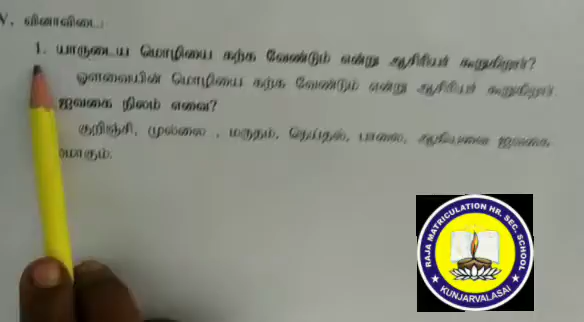 V. வினாவிடை:
1. யாருடைய மொழியை கற்க வேண்டும் என்று ஆசிரியர் கூறுகிறார்?
ஔவையின் மொழியை கற்க வேண்டும் என்று ஆசிரியர் கூறுகிறார்.
ஐவகை நிலம் எவை?
குறிஞ்சி, முல்லை , மருதம், நெய்தல், பாலை, ஆகியவை ஐவகை
மாகும்.
RAJA MATRICULATION HR. SEC. SCHOOL
KUNJARVALASAI